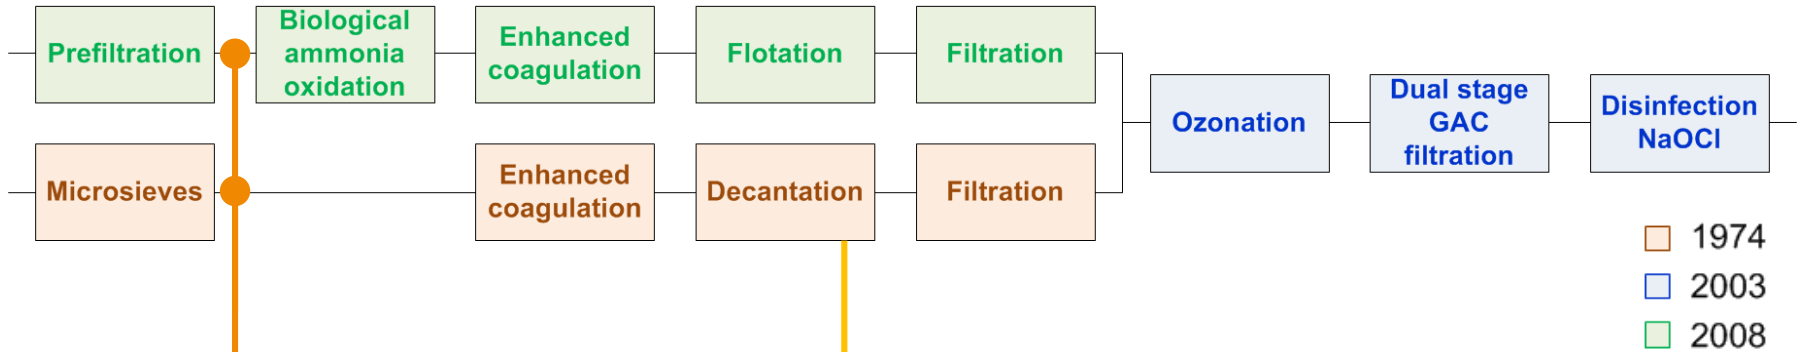 Prefiltration
Biological
ammonia
oxidation
Enhanced
coagulation
Flotation
Filtration
Microsieves
Enhanced
coagulation
Decantation
Filtration
Ozonation
Dual stage
GAC
filtration
Disinfection
NaOCl
1974
2003
2008